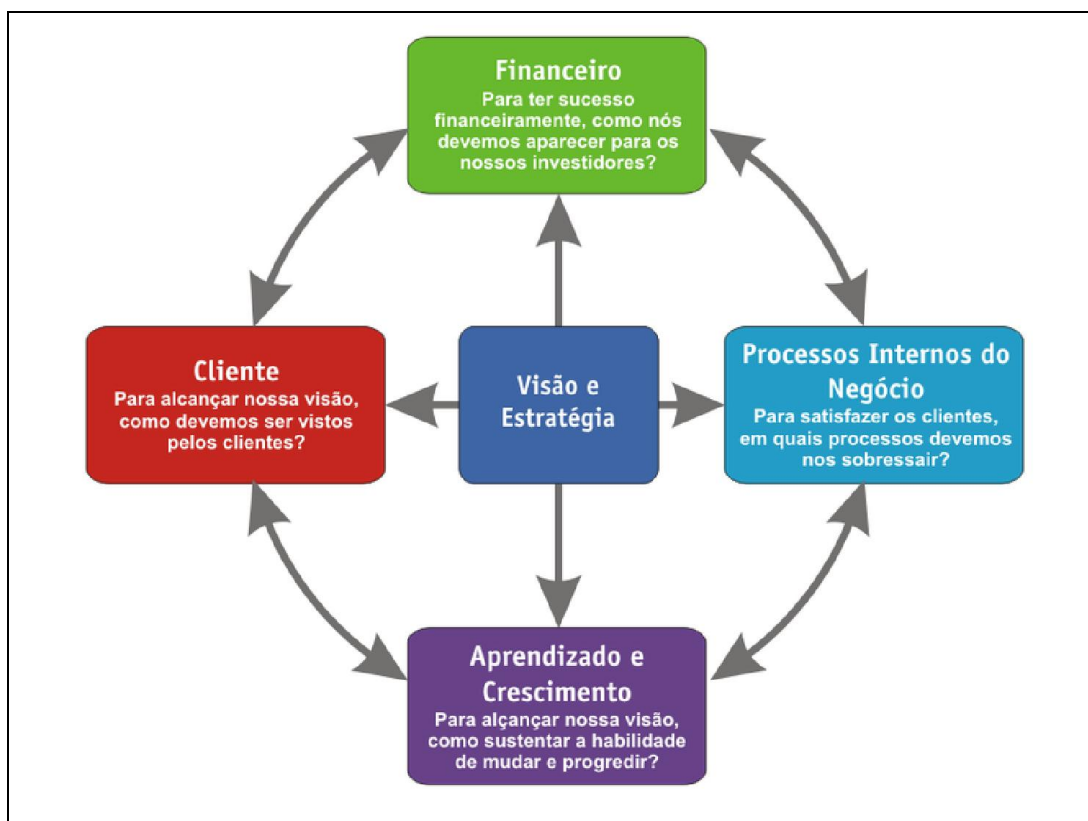 Financeiro
Para ter sucesso
financeiramente, como nós
devemos aparecer para os
nossos investidores?
Cliente
Para alcançar nossa visão,
como devemos ser vistos
pelos clientes?
Visão e
Estratégia
Processos Internos do
Negócio
Para satisfazer os clientes,
em quais processos devemos
nos sobressair?
Aprendizado e
Crescimento
Para alçançar nossa visão,
como sustentar a habilidade
de mudar e progredir?